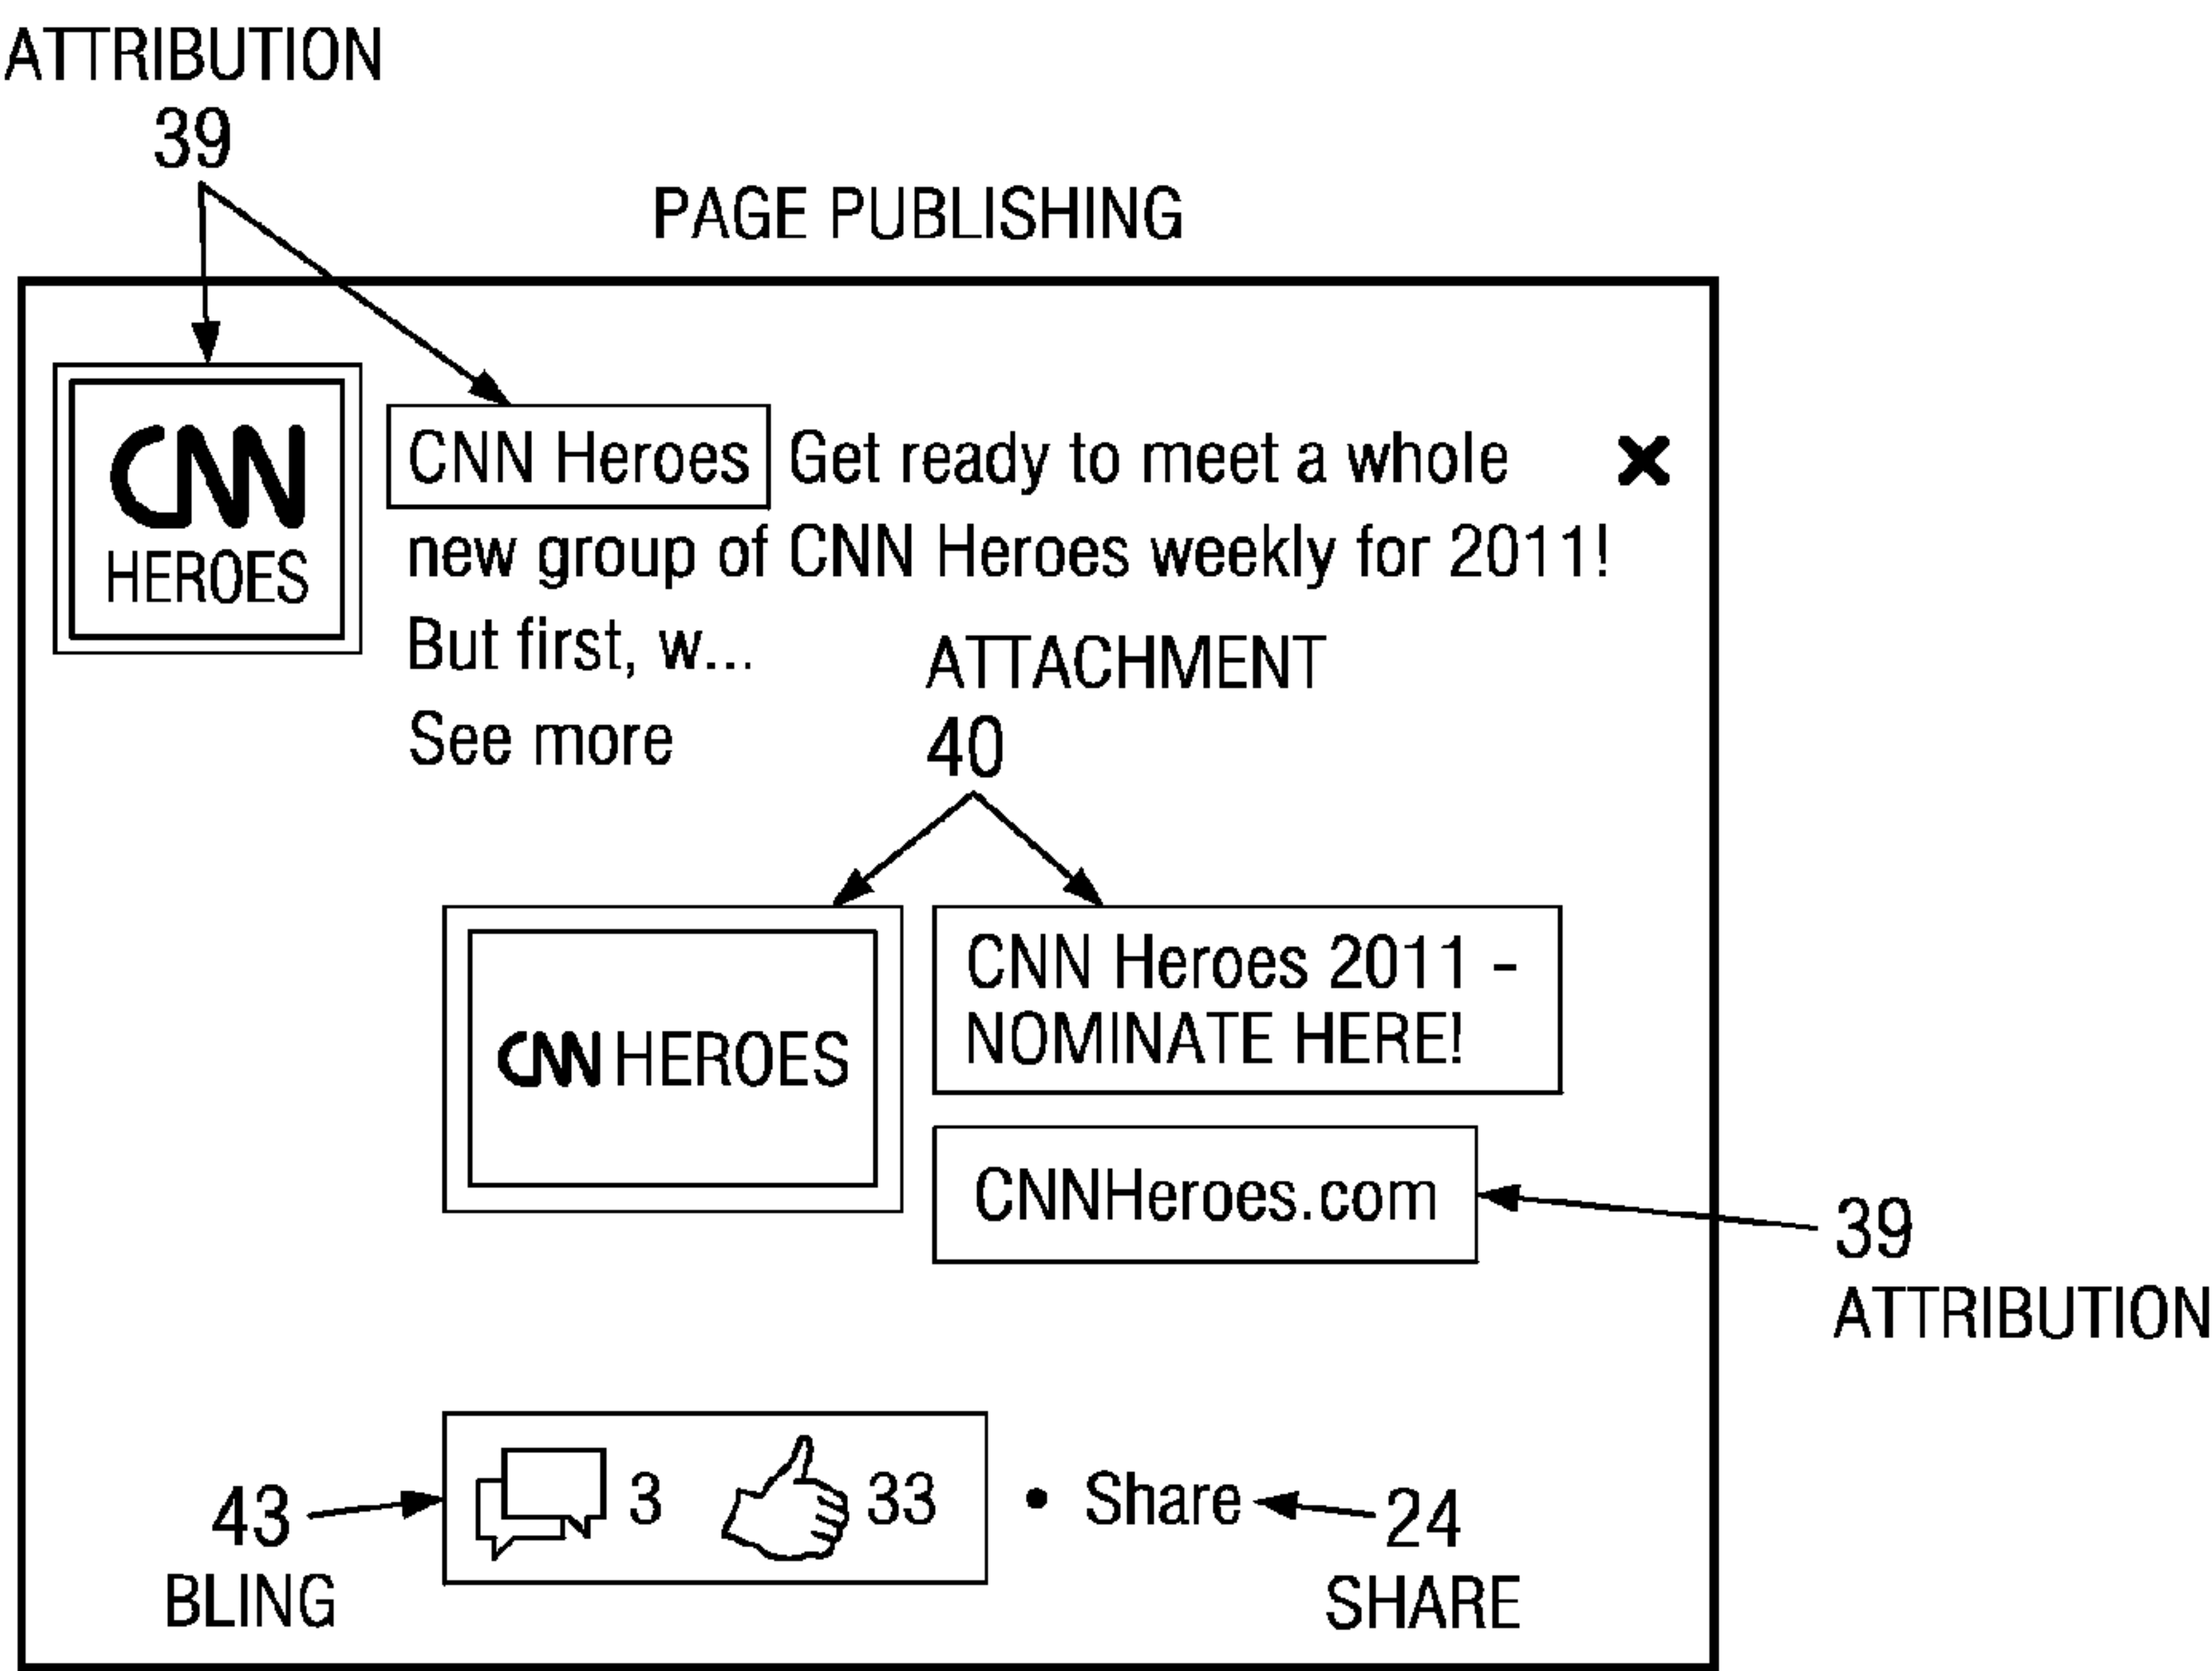 ATTRIBUTION
39
PAGE PUBLISHING
CNN
HEROES
CNN Heroes Get ready to meet a whole
new group of CNN Heroes weekly for 2011!
But first, w...
See more
ATTACHMENT
40
CNN HEROES
CNN Heroes 2011 -
NOMINATE HERE!
CNNHeroes.com
39
ATTRIBUTION
3 33 • Share
43
BLING
24
SHARE